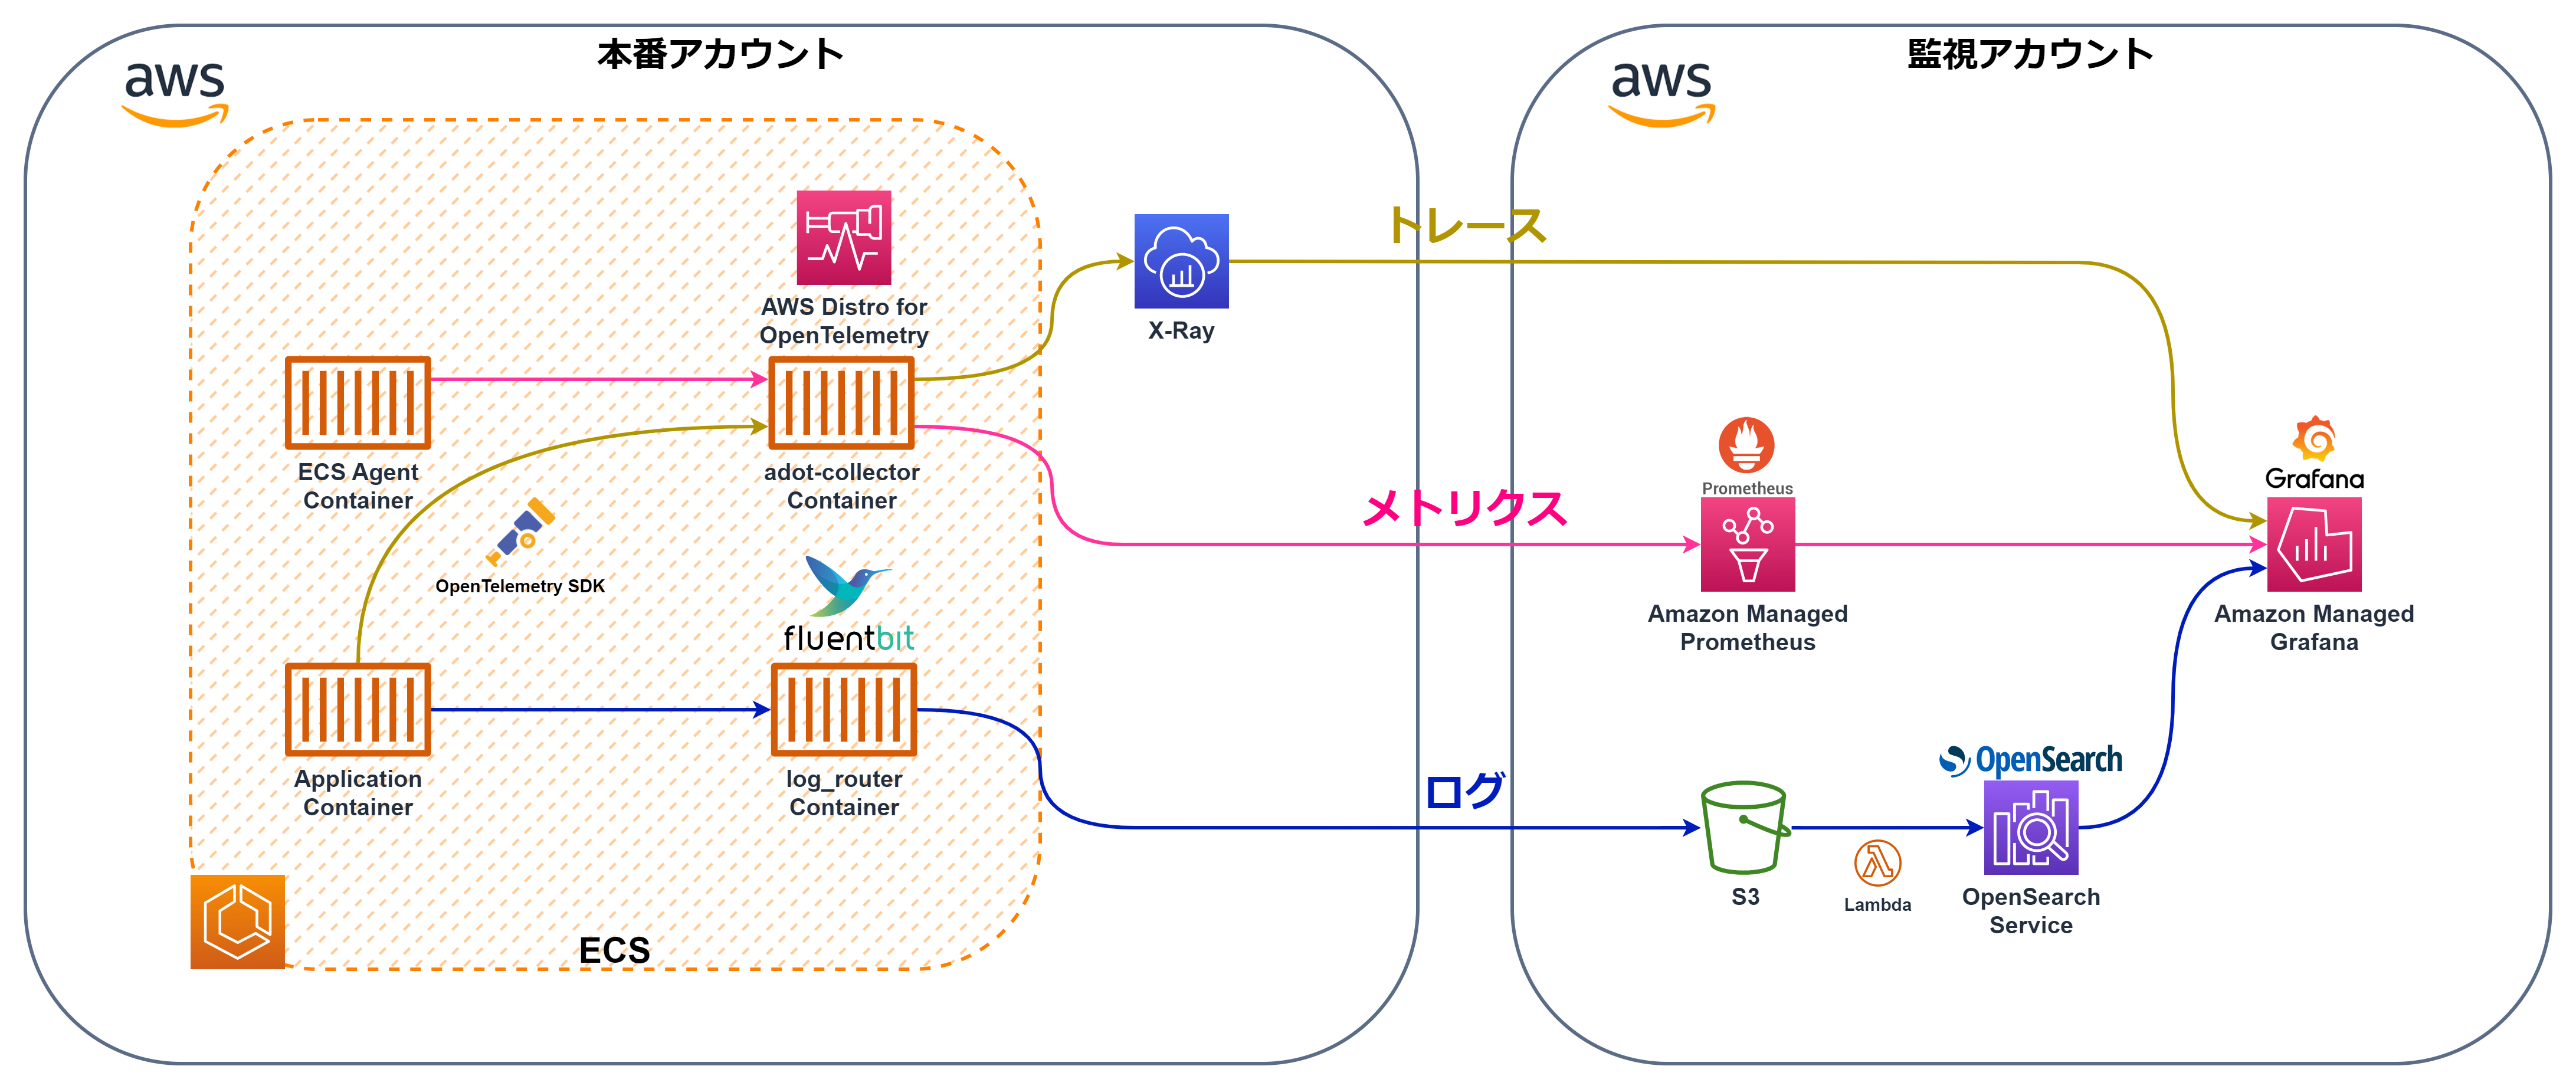 本番アカウント
aws
AWS Distro for
OpenTelemetry
X-Ray
ECS Agent
Container
adot-collector
Container
OpenTelemetry SDK
fluentbit
Application
Container
log_router
Container
ECS
トレース
メトリクス
ログ
監視アカウント
aws
Prometheus
Amazon Managed
Prometheus
Grafana
Amazon Managed
Grafana
S3
Lambda
OpenSearch
OpenSearch
Service